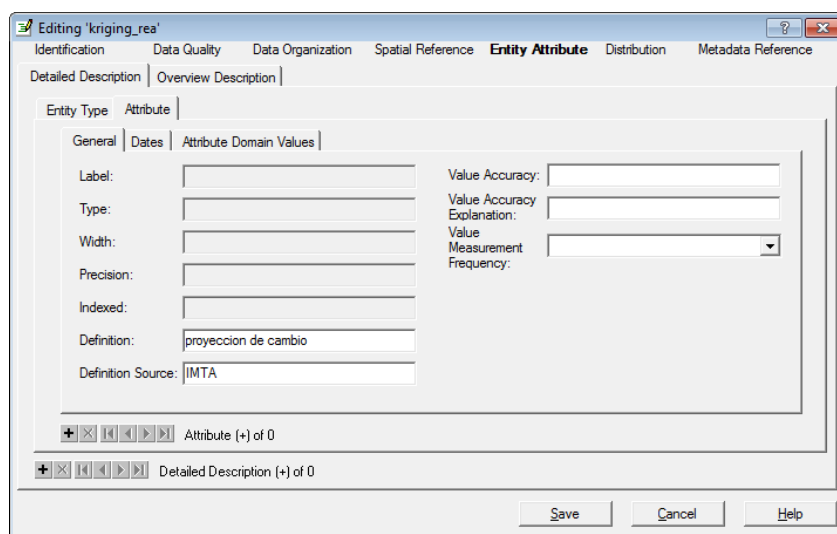 Editing 'kriging_rea'
Identification Data Quality Data Organization Spatial Reference Entity Attribute Distribution Metadata Reference
Detailed Description Overview Description
Entity Type Attribute
General Dates Attribute Domain Values
Label:
Type:
Width:
Precision:
Indexed:
Definition: proyeccion de cambio
Definition Source: IMTA
Value Accuracy:
Value Accuracy
Explanation:
Value
Measurement
Frequency:
Attribute (+) of 0
Detailed Description (+) of 0
Save Cancel Help